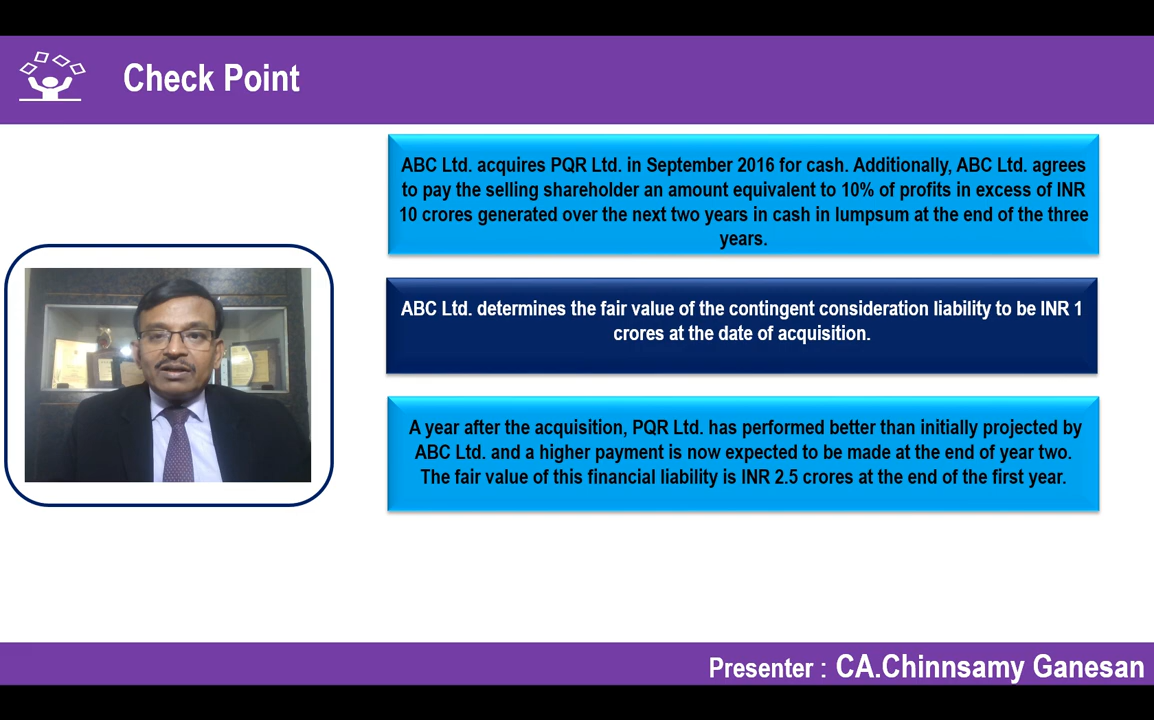 Check Point
ABC Ltd. acquires PQR Ltd. in September 2016 for cash. Additionally, ABC Ltd. agrees
to pay the selling shareholder an amount equivalent to 10% of profits in excess of INR
10 crores generated over the next two years in cash in lumpsum at the end of the three
years.
ABC Ltd. determines the fair value of the contingent consideration liability to be INR 1
crores at the date of acquisition.
A year after the acquisition, PQR Ltd. has performed better than initially projected by
ABC Ltd. and a higher payment is now expected to be made at the end of year two.
The fair value of this financial liability is INR 2.5 crores at the end of the first year.
Presenter : CA.Chinnsamy Ganesan